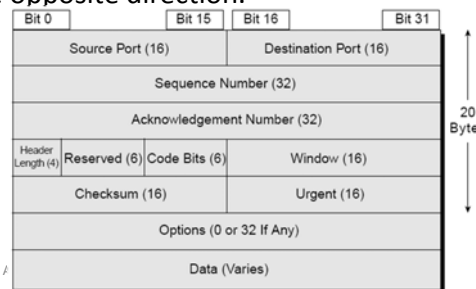 opposite direction.
Bit 0 Bit 15 Bit 16 Bit 31
Source Port (16) Destination Port (16)
Sequence Number (32)
Acknowledgement Number (32)
Header Length (4) Reserved (6) Code Bits (6) Window (16)
Checksum (16) Urgent (16)
Options (0 or 32 If Any)
Data (Varies)
20
Byte